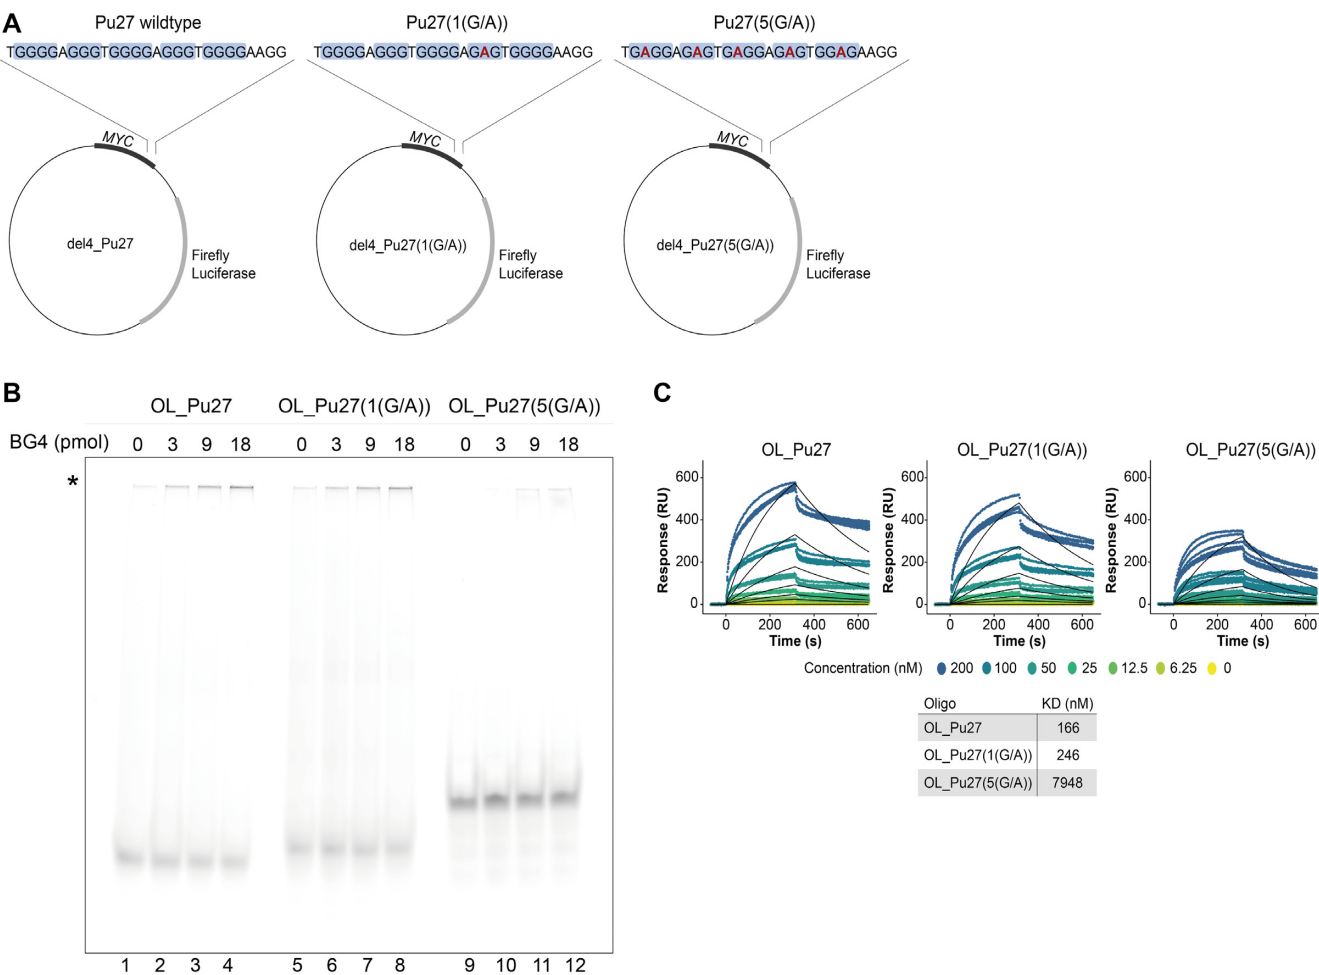 A
Pu27 wildtype
Pu27(1(G/A))
Pu27(5(G/A))
TGGGGAGGGTGGGGAGGGTGGGGAAGG
TGGGGAGGGTGGGGAGAGTGGGGAAGG
TGAGGAGAGTGAGGAGAGTGGAGAAGG
MYC
MYC
MYC
del4_Pu27
del4_Pu27(1(G/A))
del4_Pu27(5(G/A))
Firefly
Luciferase
Firefly
Luciferase
Firefly
Luciferase
B
OL_Pu27
OL_Pu27(1(G/A))
OL_Pu27(5(G/A))
BG4 (pmol)
0 3 9 18
0 3 9 18
0 3 9 18
*
1 2 3 4 5 6 7 8 9 10 11 12
C
OL_Pu27
Response (RU)
600
400
200
0
0 200 400 600
Time (s)
OL_Pu27(1(G/A))
Response (RU)
600
400
200
0
0 200 400 600
Time (s)
OL_Pu27(5(G/A))
Response (RU)
600
400
200
0
0 200 400 600
Time (s)
Concentration (nM) 200 100 50 25 12.5 6.25 0
Oligo KD (nM)
OL_Pu27 166
OL_Pu27(1(G/A)) 246
OL_Pu27(5(G/A)) 7948